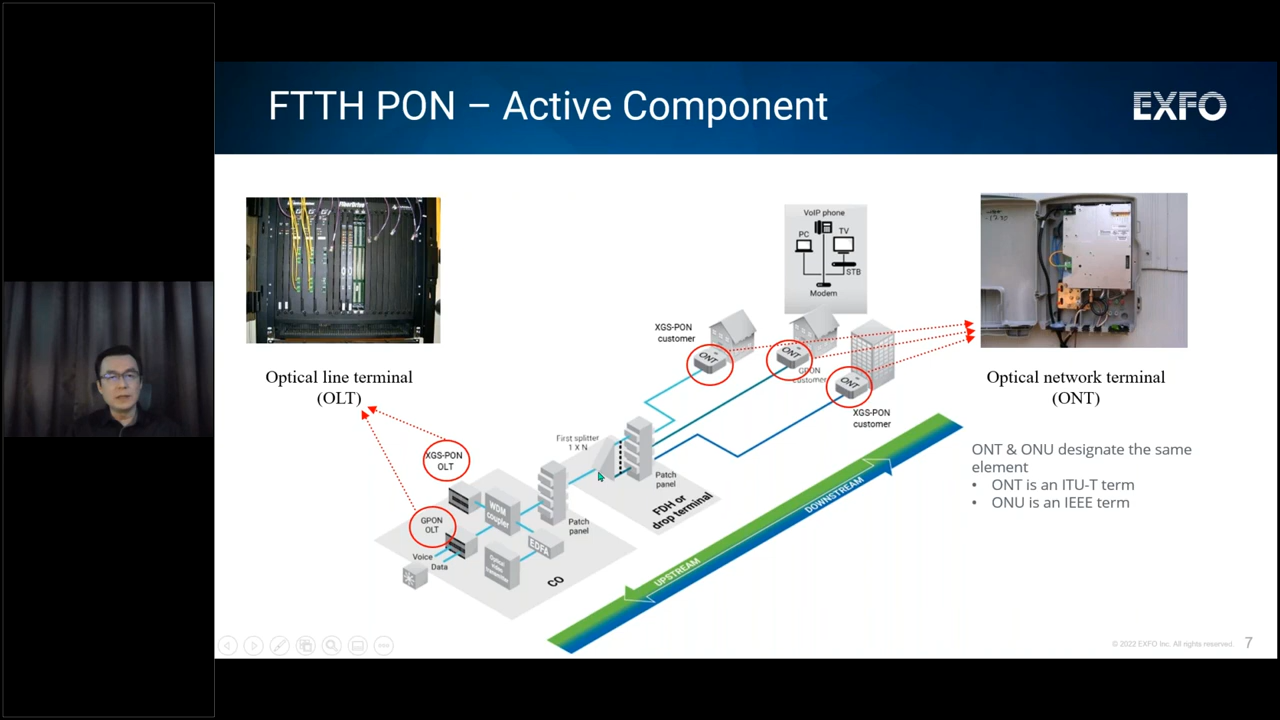 FTTH PON – Active Component
EXFO
Optical line terminal
(OLT)
VoIP phone
PC
TV
STB
Modem
XGS-PON
customer
ONT
ONT
GPON
customer
ONT
XGS-PON
customer
Optical network terminal
(ONT)
ONT & ONU designate the same
element
• ONT is an ITU-T term
• ONU is an IEEE term
First splitter
1 X N
Patch
panel
FDH or
drop terminal
XGS-PON
OLT
WDM
coupler
Patch
panel
GPON
OLT
Voice
Data
EDFA
Optical
video
transmitter
CO
UPSTREAM
DOWNSTREAM
© 2022 EXFO Inc. All rights reserved. 7